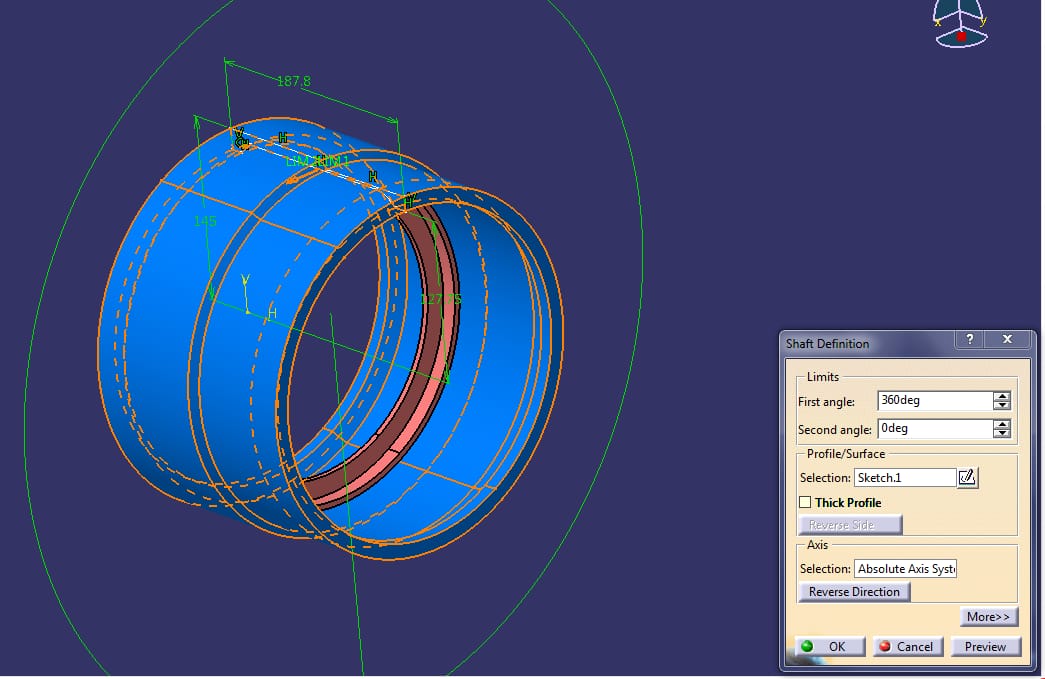 x
y
187.8
V
H
LIM1
LIM2
H
H
145
V
H
127.75
Shaft Definition
?
X
Limits
First angle:
360deg
Second angle:
0deg
Profile/Surface
Selection:
Sketch.1
Thick Profile
Reverse Side
Axis
Selection:
Absolute Axis Syste
Reverse Direction
More>>
OK
Cancel
Preview